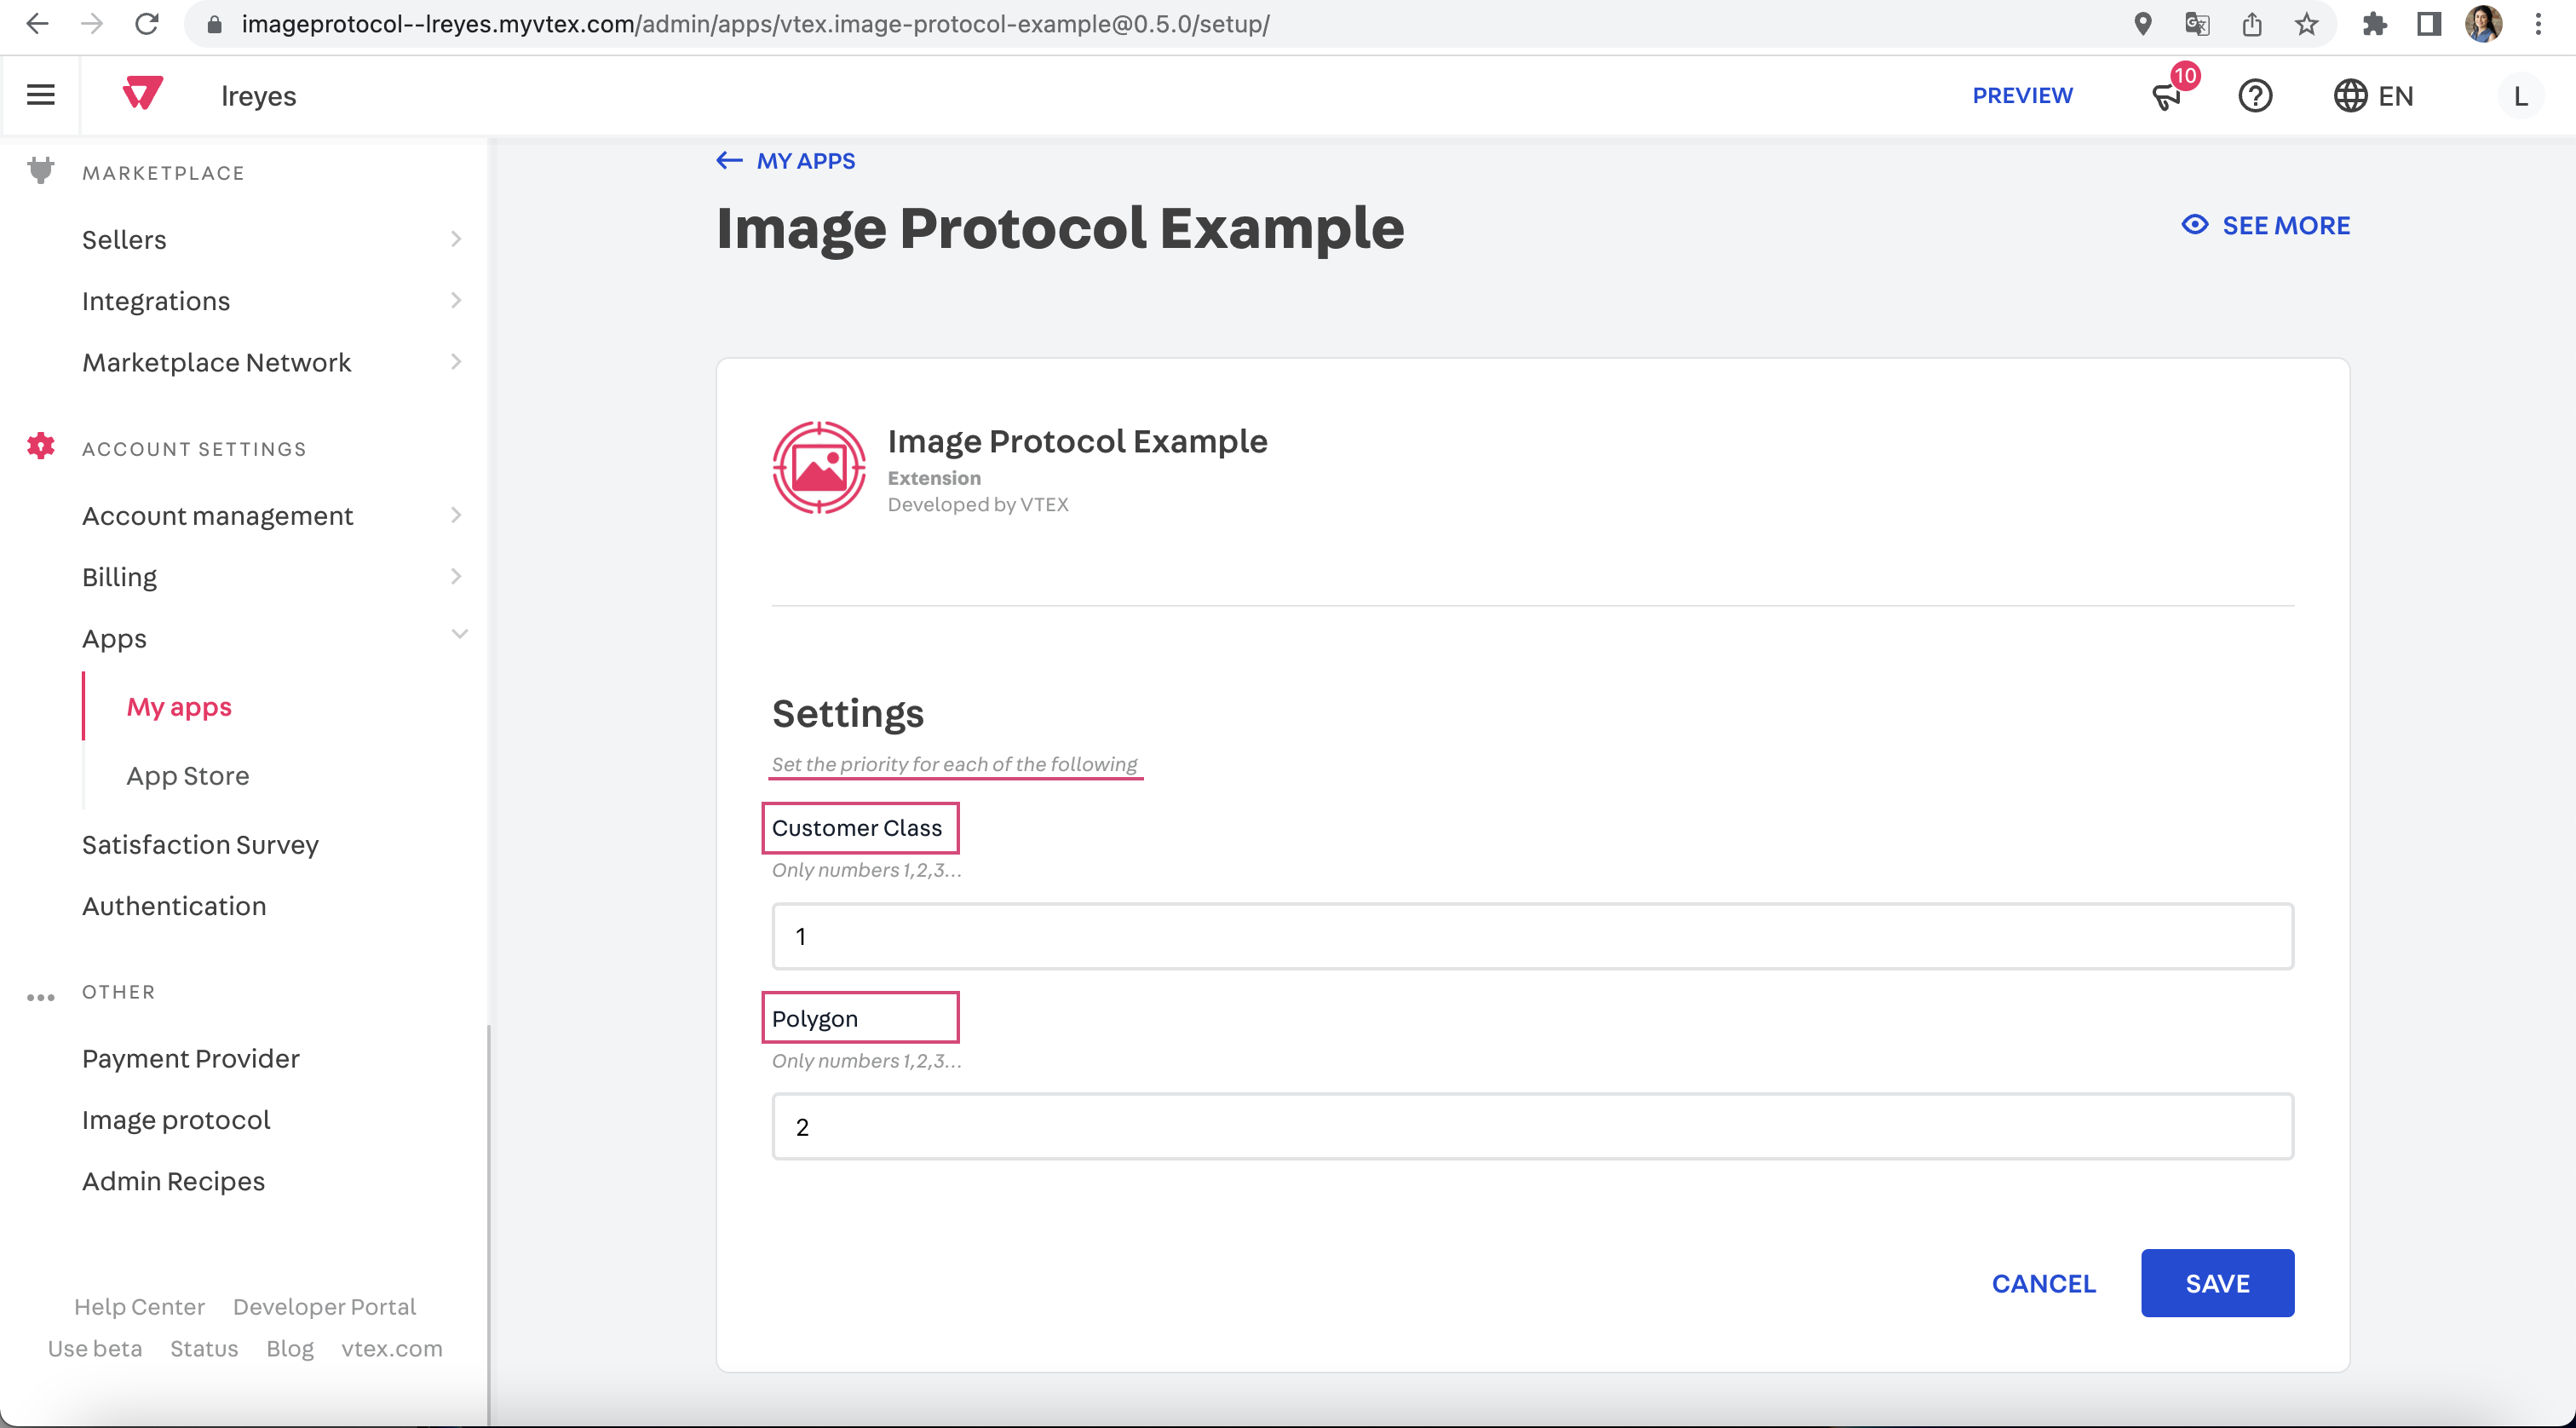 imageprotocol--lreyes.myvtex.com/admin/apps/vtex.image-protocol-example@0.5.0/setup/
lreyes
PREVIEW
10
EN
L
MARKETPLACE
Sellers
Integrations
Marketplace Network
ACCOUNT SETTINGS
Account management
Billing
Apps
My apps
App Store
Satisfaction Survey
Authentication
OTHER
Payment Provider
Image protocol
Admin Recipes
Help Center Developer Portal
Use beta Status Blog vtex.com
MY APPS
Image Protocol Example
SEE MORE
Image Protocol Example
Extension
Developed by VTEX
Settings
Set the priority for each of the following
Customer Class
Only numbers 1,2,3...
1
Polygon
Only numbers 1,2,3...
2
CANCEL
SAVE